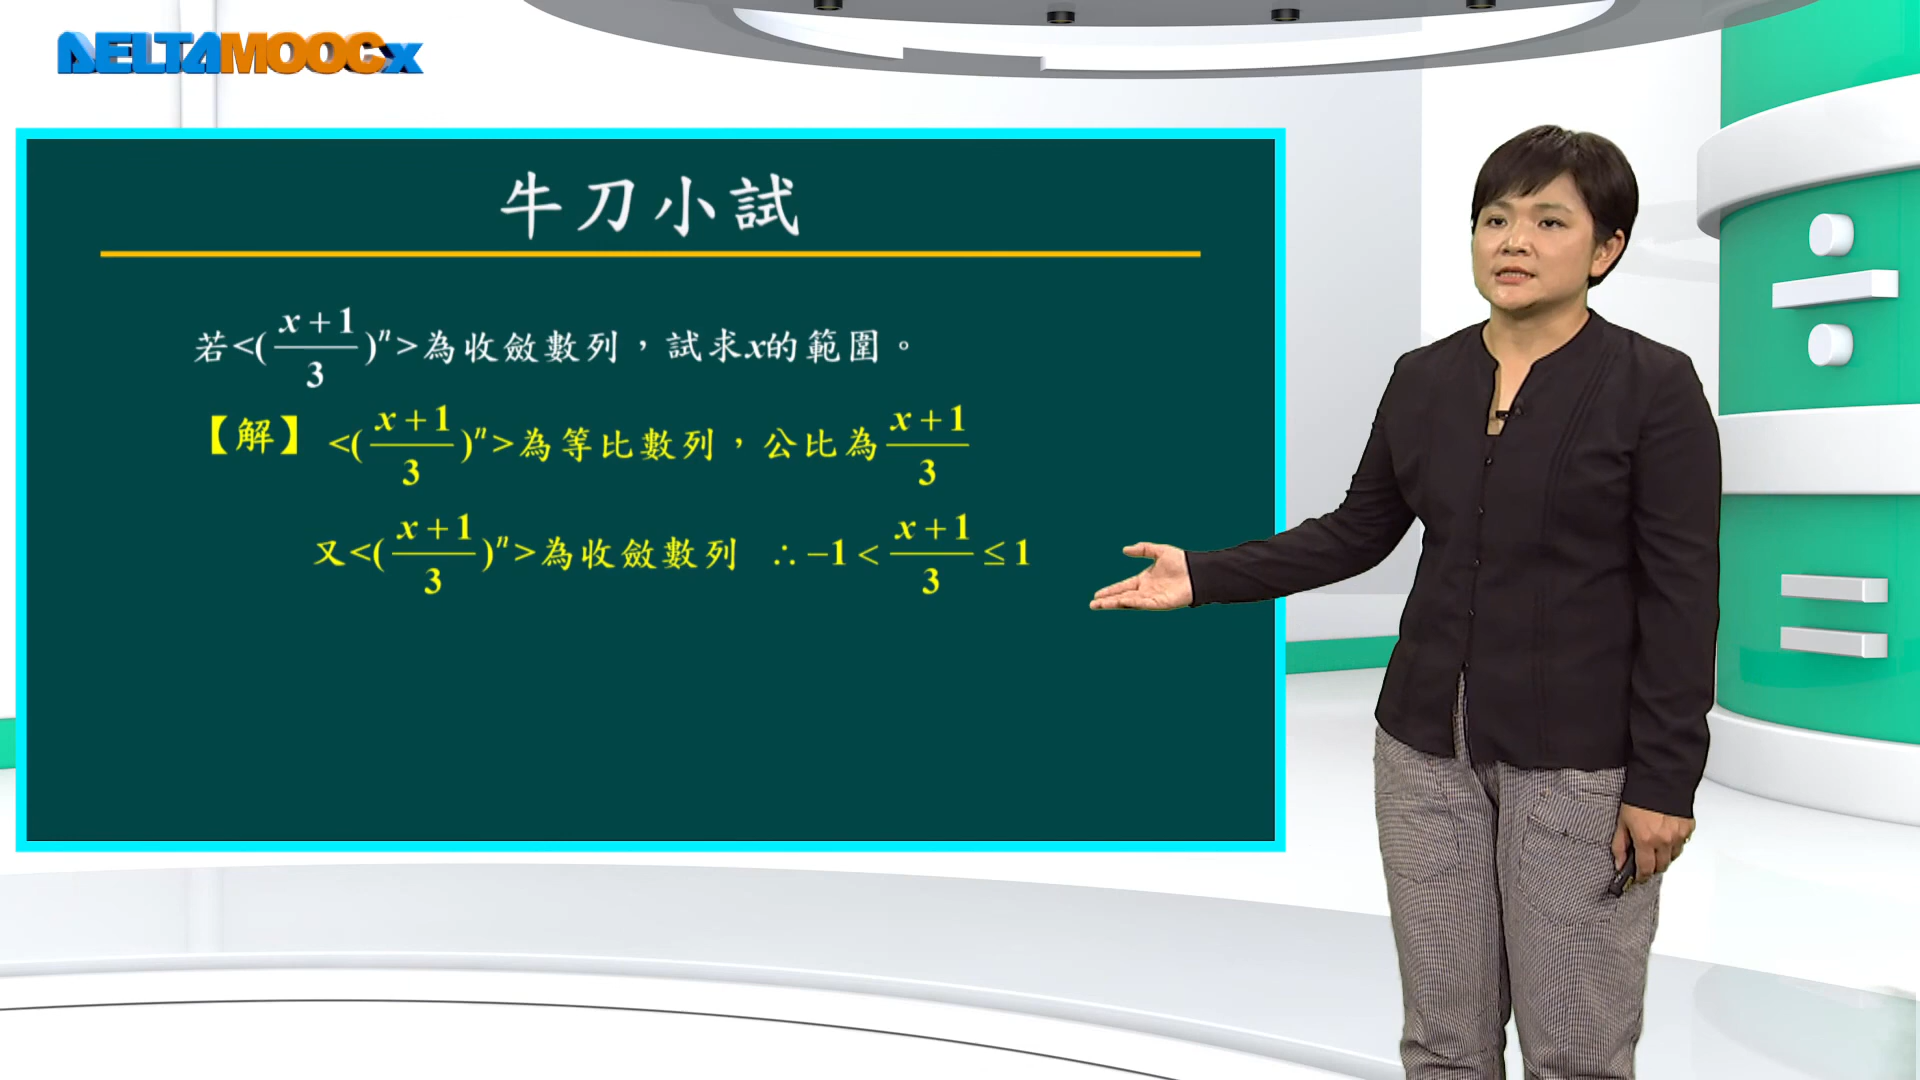 DELTAMOOCx
牛刀小試
若<(x+1/3)ⁿ>為收斂數列，試求x的範圍。
【解】<(x+1/3)ⁿ>為等比數列，公比為x+1/3
又<(x+1/3)ⁿ>為收斂數列 ∴−1<x+1/3≤1